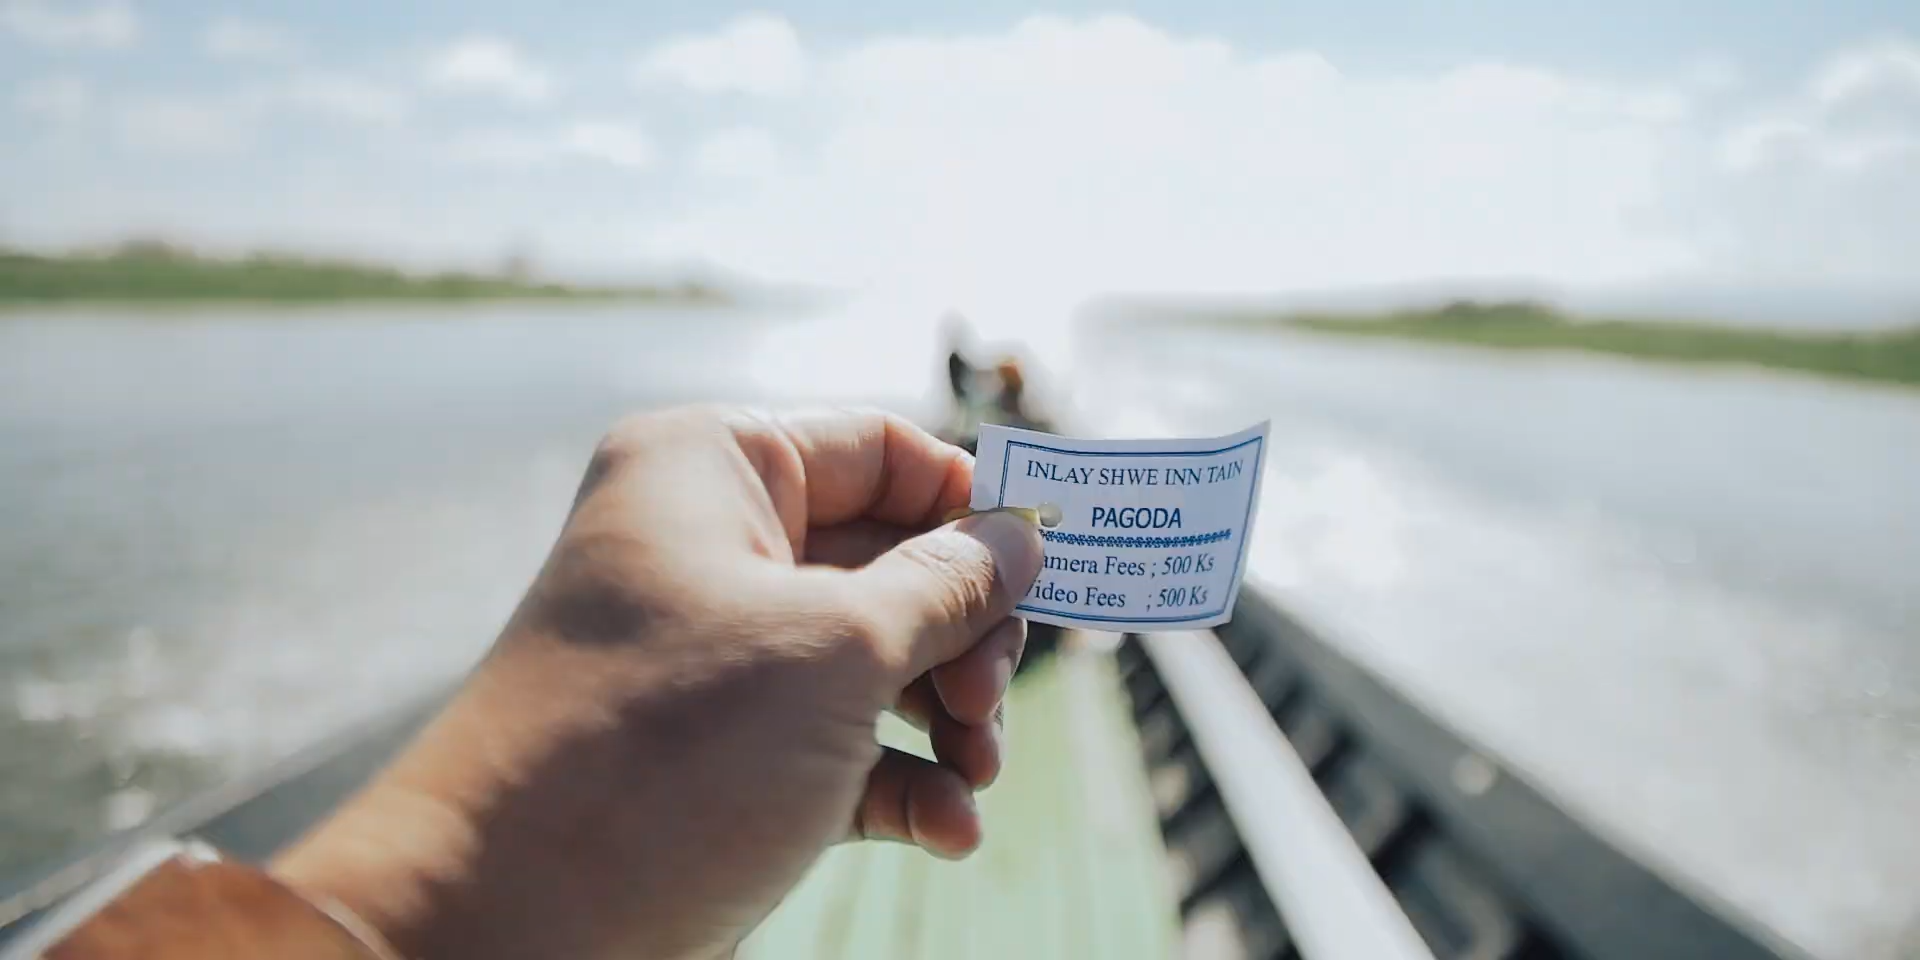 INLAY SHWE INN TAIN
PAGODA
amera Fees ; 500 Ks
ideo Fees ; 500 Ks